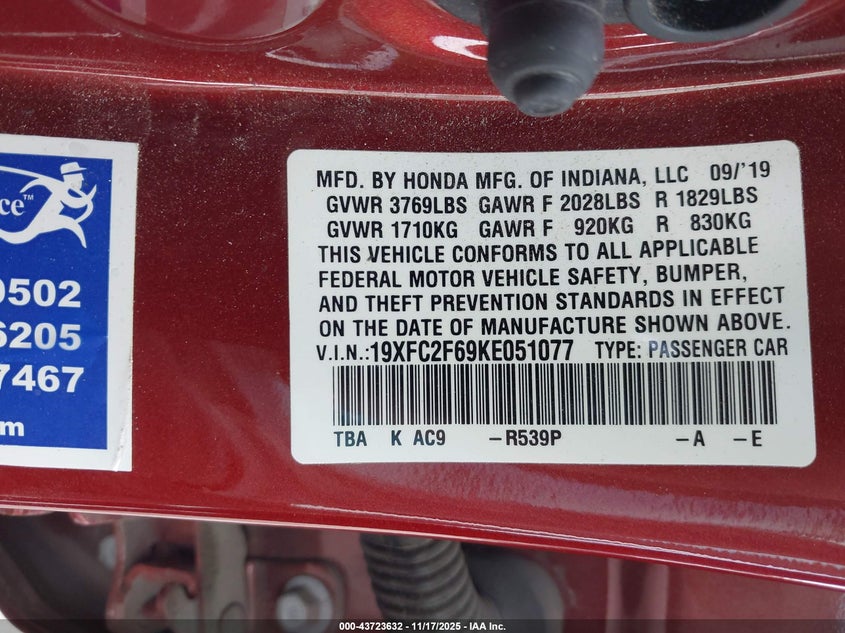 ce™
0502
6205
7467
m
MFD. BY HONDA MFG. OF INDIANA, LLC 09/'19
GVWR 3769LBS GAWR F 2028LBS R 1829LBS
GVWR 1710KG GAWR F 920KG R 830KG
THIS VEHICLE CONFORMS TO ALL APPLICABLE
FEDERAL MOTOR VEHICLE SAFETY, BUMPER,
AND THEFT PREVENTION STANDARDS IN EFFECT
ON THE DATE OF MANUFACTURE SHOWN ABOVE.
V.I.N.: 19XFC2F69KE051077 TYPE: PASSENGER CAR
TBA K AC9 -R539P -A -E
000-43723632 - 11/17/2025 - IAA Inc.